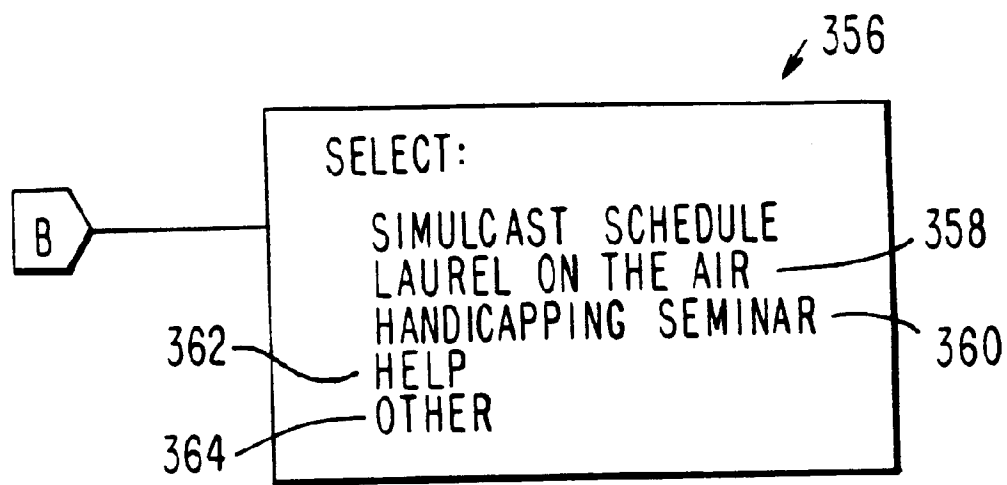 356
SELECT:
B
SIMULCAST SCHEDULE
358
LAUREL ON THE AIR
HANDICAPPING SEMINAR
360
362
HELP
OTHER
364